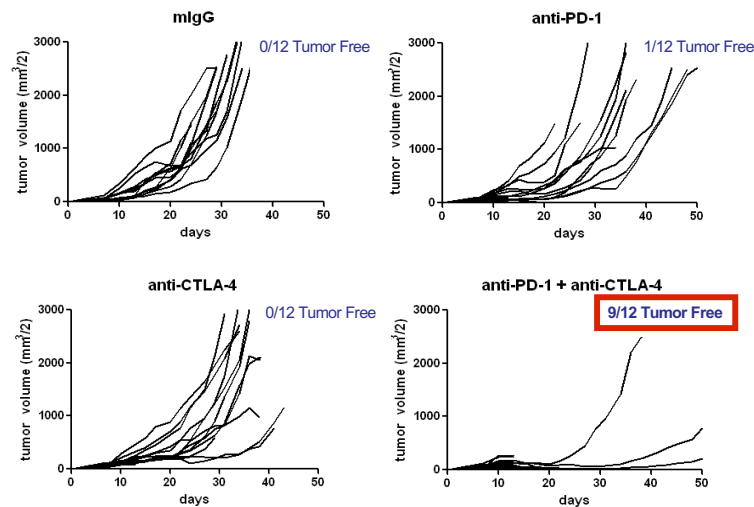 mIgG
0/12 Tumor Free
tumor volume (mm³/2)
3000
2000
1000
0
0 10 20 30 40 50
days
anti-PD-1
1/12 Tumor Free
tumor volume (mm³/2)
3000
2000
1000
0
0 10 20 30 40 50
days
anti-CTLA-4
0/12 Tumor Free
tumor volume (mm³/2)
3000
2000
1000
0
0 10 20 30 40 50
days
anti-PD-1 + anti-CTLA-4
9/12 Tumor Free
tumor volume (mm³/2)
3000
2000
1000
0
0 10 20 30 40 50
days